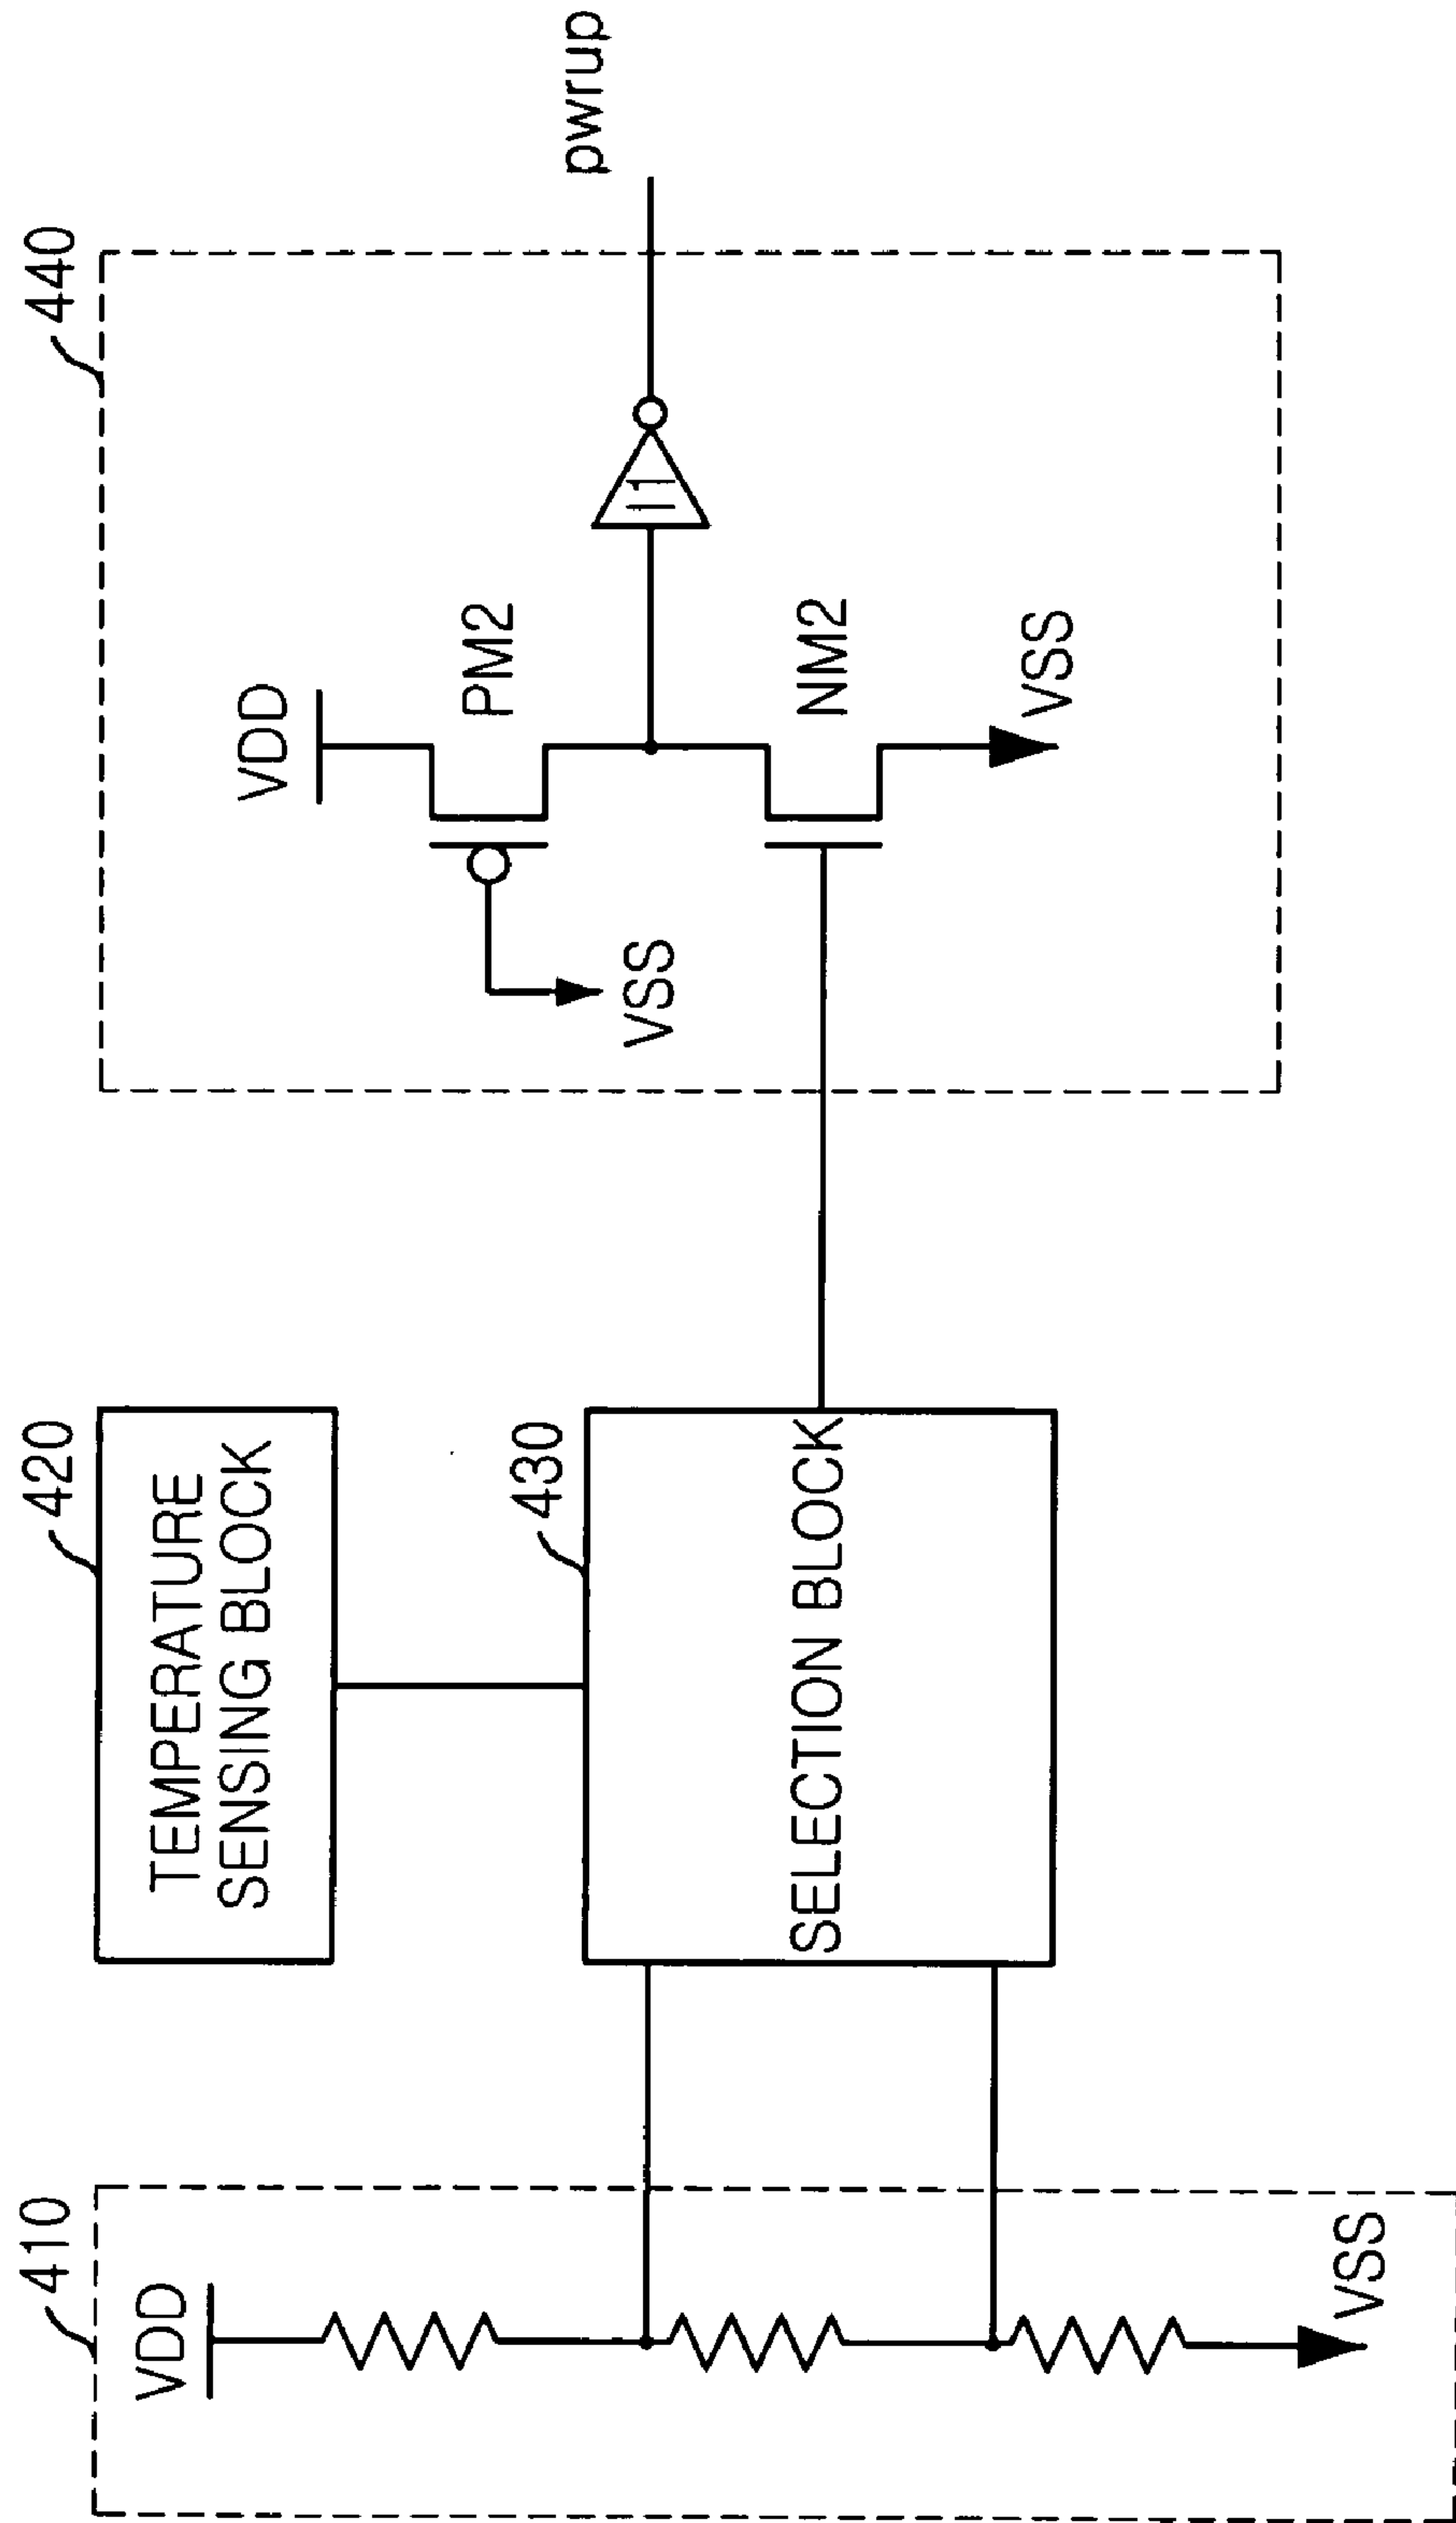 410
VDD
VSS
420
TEMPERATURE
SENSING BLOCK
430
SELECTION BLOCK
440
VDD
PM2
VSS
I1
NM2
VSS
pwrup